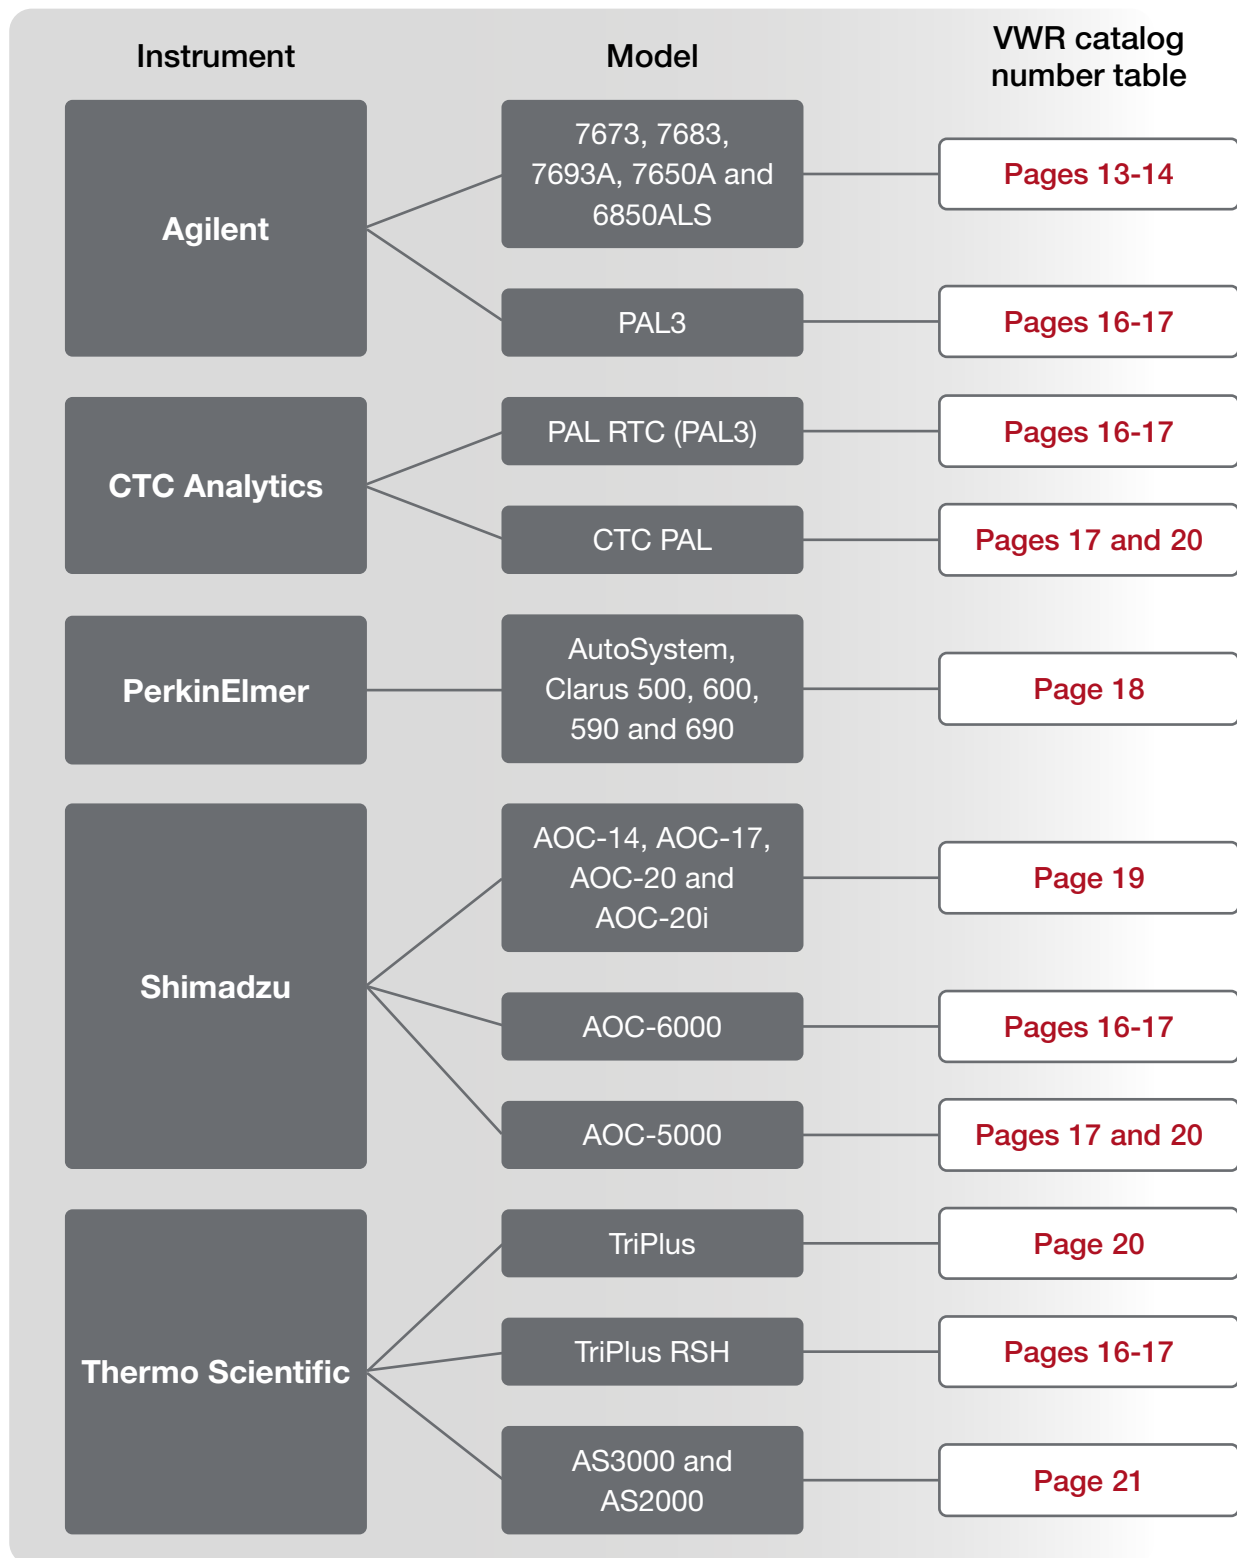 Instrument
Model
VWR catalog
number table
Agilent
7673, 7683,
7693A, 7650A and
6850ALS
Pages 13-14
PAL3
Pages 16-17
CTC Analytics
PAL RTC (PAL3)
Pages 16-17
CTC PAL
Pages 17 and 20
PerkinElmer
AutoSystem,
Clarus 500, 600,
590 and 690
Page 18
Shimadzu
AOC-14, AOC-17,
AOC-20 and
AOC-20i
Page 19
AOC-6000
Pages 16-17
AOC-5000
Pages 17 and 20
Thermo Scientific
TriPlus
Page 20
TriPlus RSH
Pages 16-17
AS3000 and
AS2000
Page 21